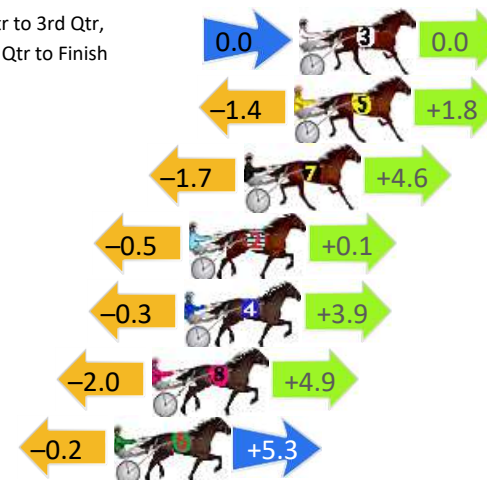 r to 3rd Qtr,
Qtr to Finish
0.0 3 0.0
–1.4 5 +1.8
–1.7 7 +4.6
–0.5 2 +0.1
–0.3 4 +3.9
–2.0 8 +4.9
–0.2 6 +5.3